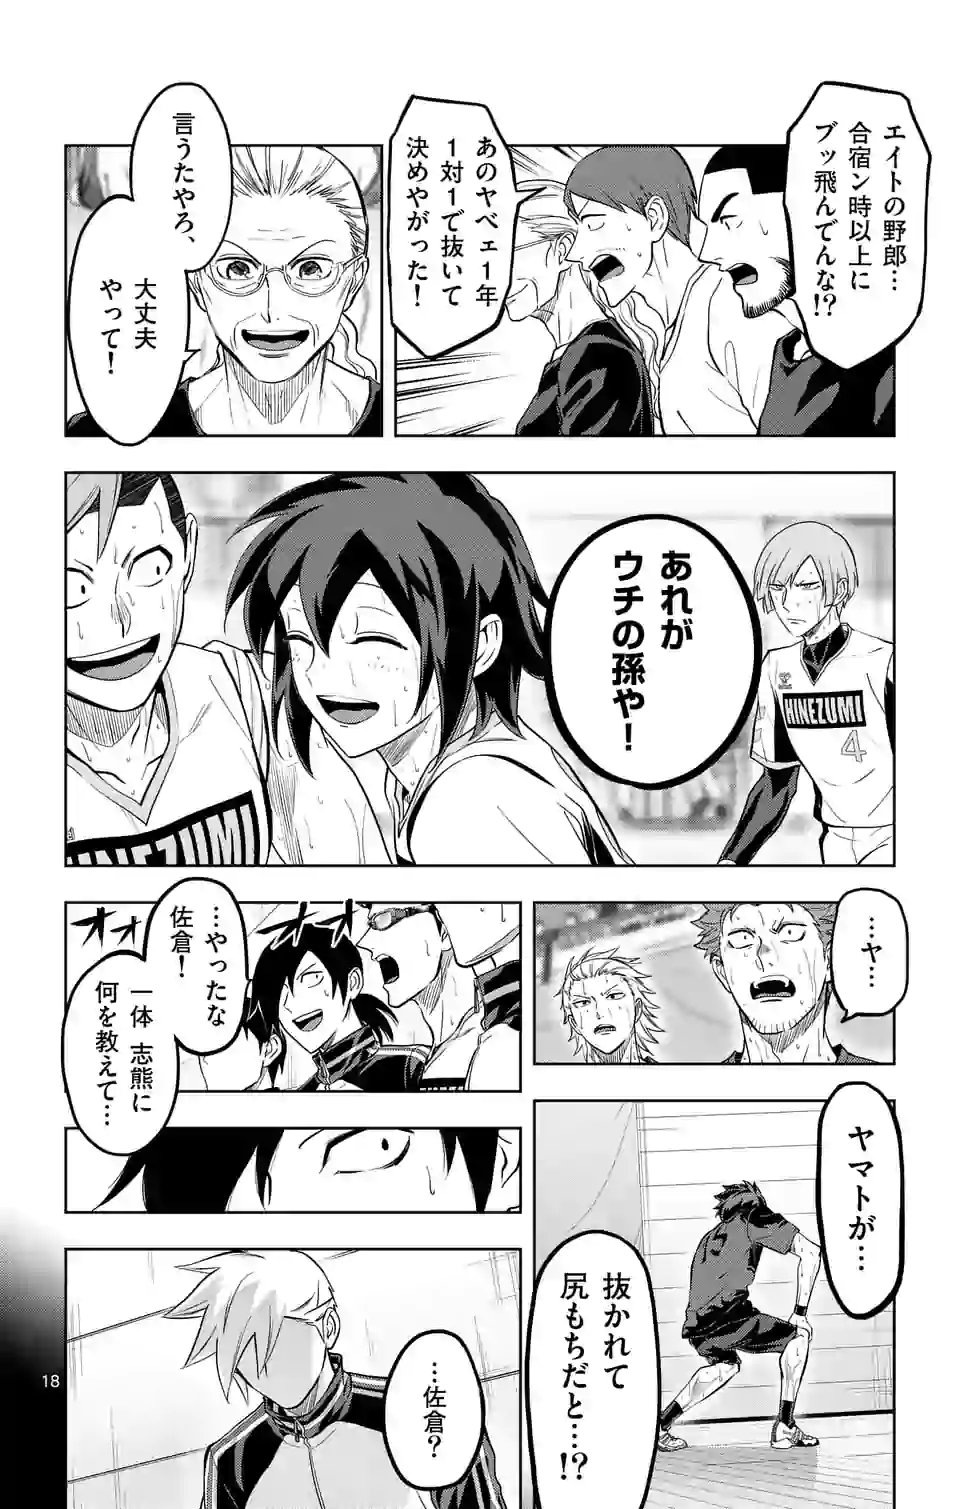 エイトの野郎…
合宿ン時以上に
ブッ飛んでんな!?
あのヤベェ1年
1対1で抜いて
決めやがった!
言うたやろ、
大丈夫
やって!
あれが
ウチの孫や!
HINEZUMI
4
HINEZUMI
…ヤ…
オオオオ
…やったな
佐倉!
一体 志熊に
何を教えて…
ヤマトが…
抜かれて
尻もちだと…!?
…佐倉?
18